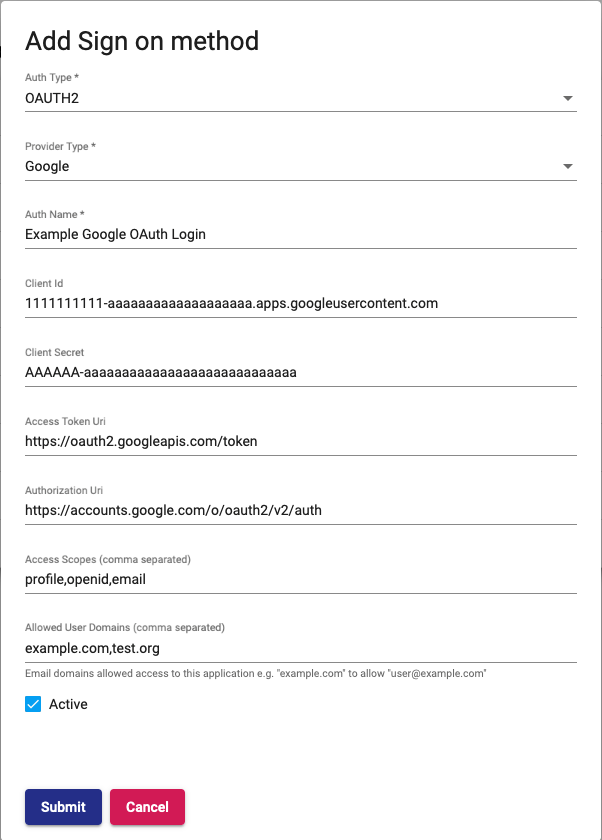 Add Sign on method
Auth Type *
OAUTH2
Provider Type *
Google
Auth Name *
Example Google OAuth Login
Client Id
1111111111-aaaaaaaaaaaaaaaaaaa.apps.googleusercontent.com
Client Secret
AAAAAA-aaaaaaaaaaaaaaaaaaaaaaaaaaaa
Access Token Uri
https://oauth2.googleapis.com/token
Authorization Uri
https://accounts.google.com/o/oauth2/v2/auth
Access Scopes (comma separated)
profile,openid,email
Allowed User Domains (comma separated)
example.com,test.org
Email domains allowed access to this application e.g. "example.com" to allow "user@example.com"
Active
Submit Cancel